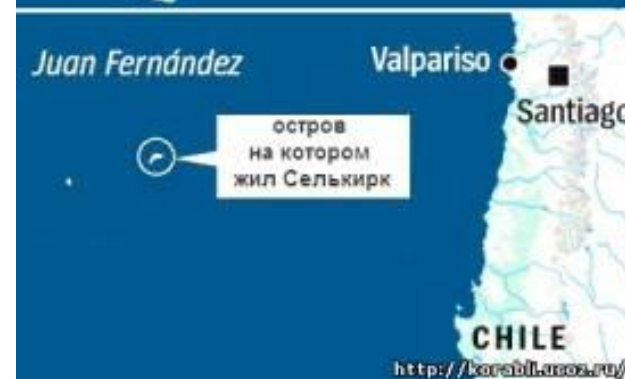 Juan Fernández
Valpariso
Santiago
остров
на котором
жил Селькирк
CHILE
http://korabli.ucoz.ru/